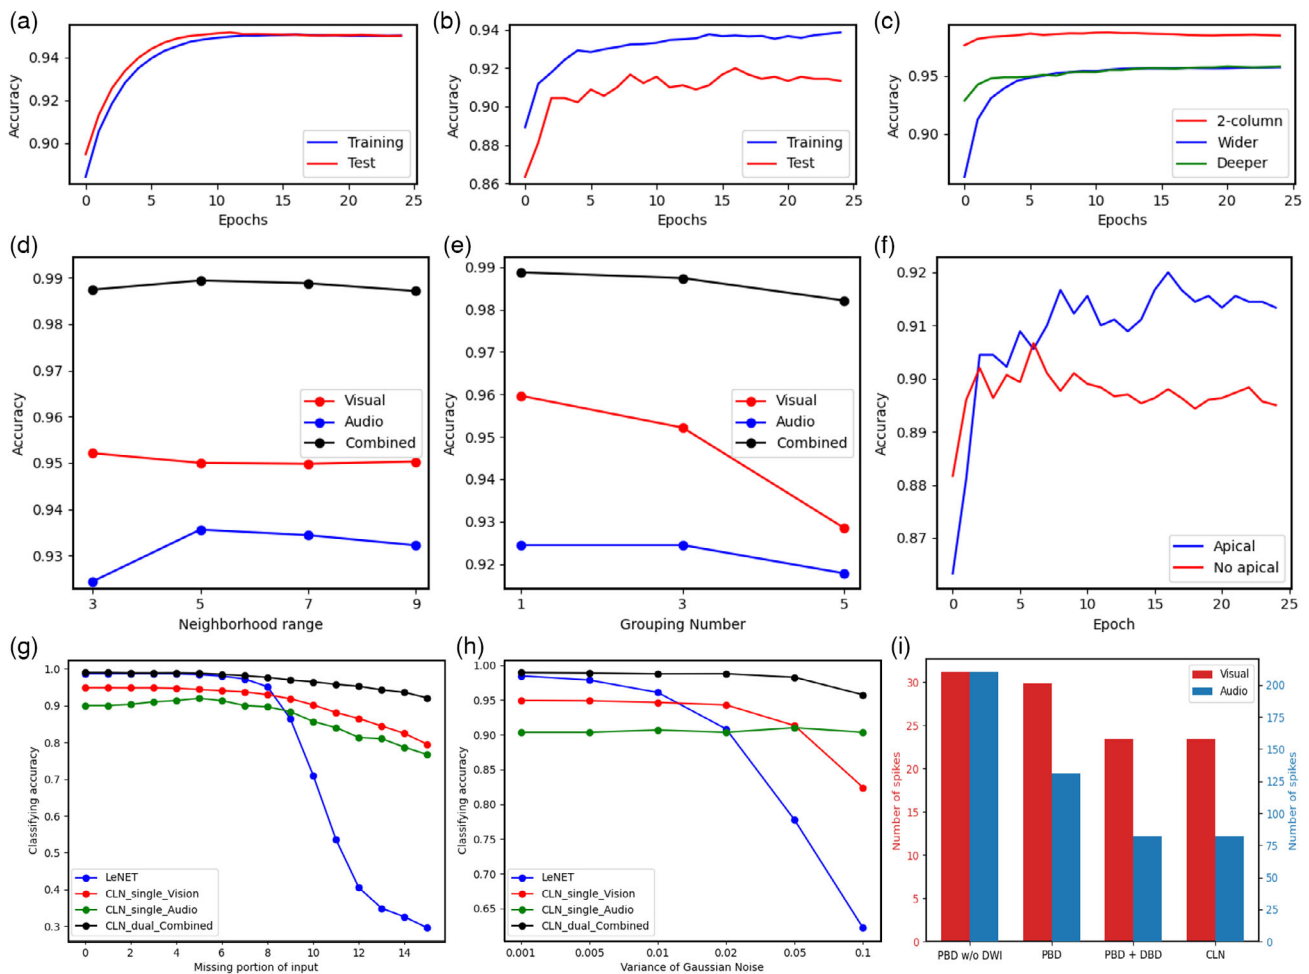 (a)
0.94
0.92
0.90
Accuracy
Training
Test
0 5 10 15 20 25
Epochs
(b)
0.94
0.92
0.90
0.88
0.86
Accuracy
Training
Test
0 5 10 15 20 25
Epochs
(c)
0.95
0.90
Accuracy
2-column
Wider
Deeper
0 5 10 15 20 25
Epochs
(d)
0.99
0.98
0.97
0.96
0.95
0.94
0.93
Accuracy
Visual
Audio
Combined
3 5 7 9
Neighborhood range
(e)
0.99
0.98
0.97
0.96
0.95
0.94
0.93
0.92
Accuracy
Visual
Audio
Combined
1 3 5
Grouping Number
(f)
0.92
0.91
0.90
0.89
0.88
0.87
Accuracy
Apical
No apical
0 5 10 15 20 25
Epoch
(g)
1.0
0.9
0.8
0.7
0.6
0.5
0.4
0.3
Classifying accuracy
LeNET
CLN_single_Vision
CLN_single_Audio
CLN_dual_Combined
0 2 4 6 8 10 12 14
Missing portion of input
(h)
1.00
0.95
0.90
0.85
0.80
0.75
0.70
0.65
Classifying accuracy
LeNET
CLN_single_Vision
CLN_single_Audio
CLN_dual_Combined
0.001 0.005 0.01 0.02 0.05 0.1
Variance of Gaussian Noise
(i)
30
25
20
15
10
5
0
Number of spikes
Visual
Audio
200
175
150
125
100
75
50
25
0
Number of spikes
PBD w/o DWI PBD PBD + DBD CLN